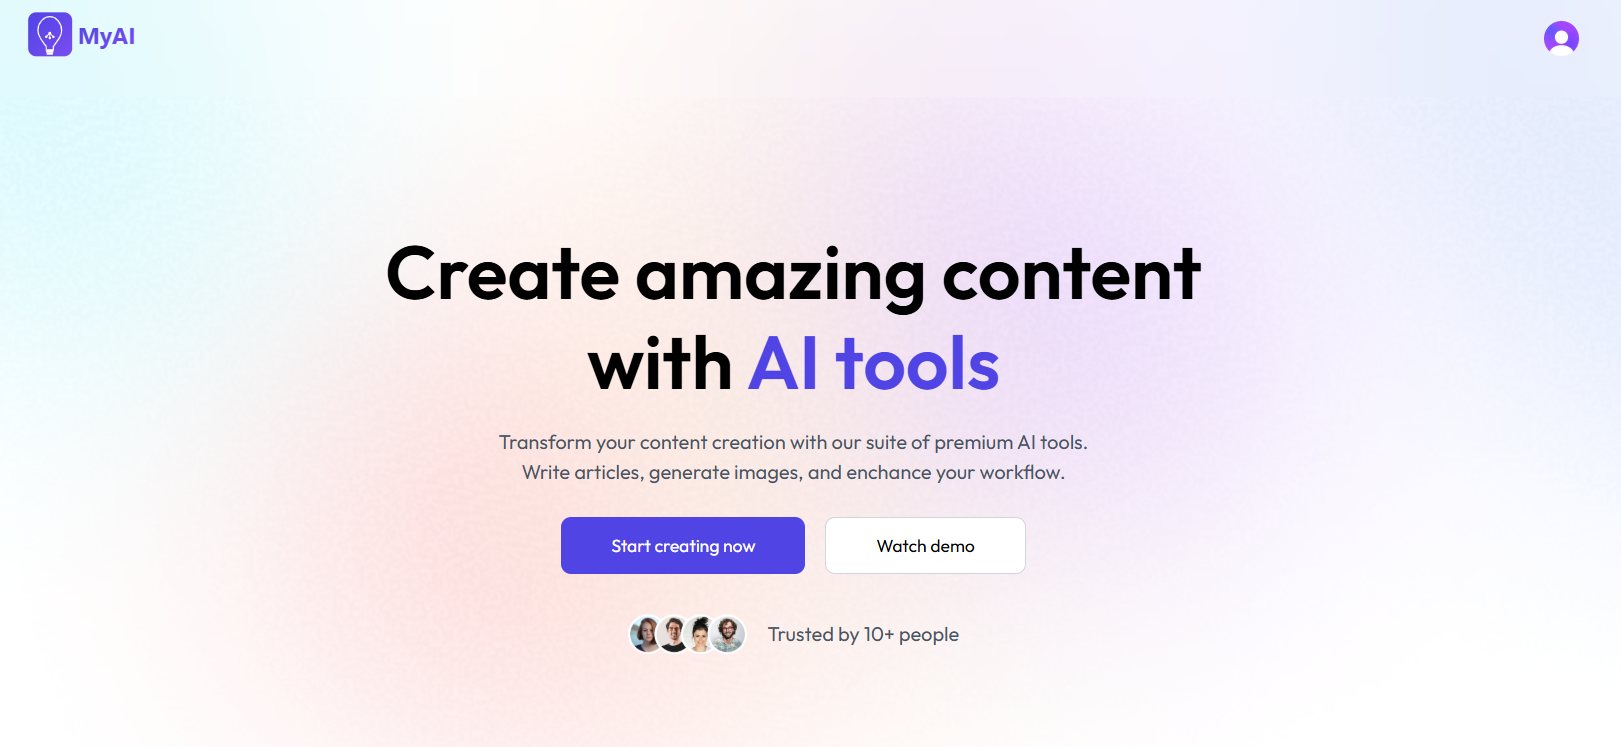 MyAI
Create amazing content
with AI tools
Transform your content creation with our suite of premium AI tools.
Write articles, generate images, and enchance your workflow.
Start creating now
Watch demo
Trusted by 10+ people